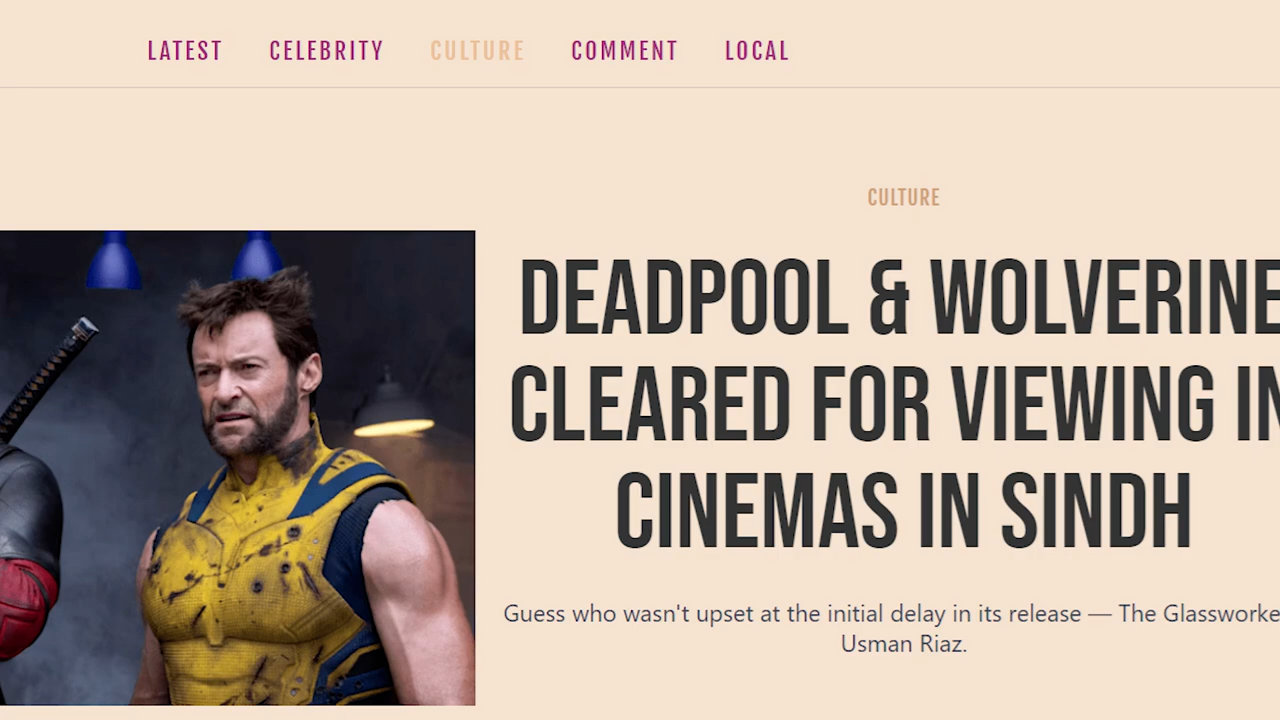 LATEST CELEBRITY CULTURE COMMENT LOCAL
CULTURE
DEADPOOL & WOLVERINE
CLEARED FOR VIEWING IN
CINEMAS IN SINDH
Guess who wasn't upset at the initial delay in its release — The Glassworke
Usman Riaz.